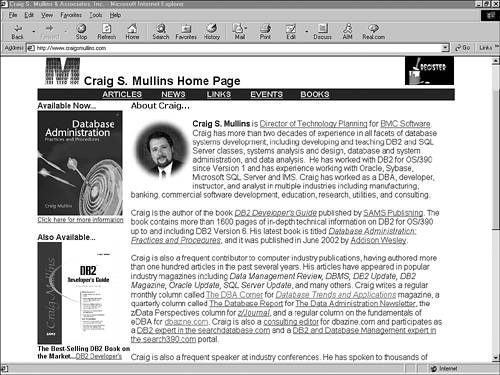 Craig S. Mullins & Associates, Inc. - Microsoft Internet Explorer
File Edit View Favorites Tools Help
Back Forward Stop Refresh Home Search Favorites History Mail Print Edit Discuss AIM Real.com
Address http://www.craigsmullins.com Go Links
REGISTER
Craig S. Mullins Home Page
ARTICLES NEWS LINKS EVENTS BOOKS
Available Now...
Database
Administration
Practices and Procedures
Craig Mullins
Click here for more information
Also Available...
Craig Mullins
DB2
Developer's Guide
The Best-Selling DB2 Book on
the Market...DB2 Developer's
About Craig...
Craig S. Mullins is Director of Technology Planning for BMC Software.
Craig has more than two decades of experience in all facets of database
systems development, including developing and teaching DB2 and SQL
Server classes, systems analysis and design, database and system
administration, and data analysis. He has worked with DB2 for OS/390
since Version 1 and has experience working with Oracle, Sybase,
Microsoft SQL Server and IMS. Craig has worked as a DBA, developer,
instructor, and analyst in multiple industries including manufacturing,
banking, commercial software development, education, research, utilities, and consulting.
Craig is the author of the book DB2 Developer's Guide published by SAMS Publishing. The
book contains more than 1600 pages of in-depth technical information on DB2 for OS/390
up to and including DB2 Version 6. His latest book is titled Database Administration:
Practices and Procedures, and it was published in June 2002 by Addison Wesley.
Craig is also a frequent contributor to computer industry publications, having authored more
than one hundred articles in the past several years. His articles have appeared in popular
industry magazines including Data Management Review, DBMS, DB2 Update, DB2
Magazine, Oracle Update, SQL Server Update, and many others. Craig writes a regular
monthly column called The DBA Corner for Database Trends and Applications magazine, a
quarterly column called The Database Report for The Data Administration Newsletter, the
z/Data Perspectives column for z/Journal, and a regular column on the fundamentals of
eDBA for dbazine.com. Craig is also a consulting editor for dbazine.com and participates as
a DB2 expert in the searchdatabase.com and a DB2 and Database Management expert in
the search390.com portal.
Craig is also a frequent speaker at industry conferences. He has spoken to thousands of
Internet